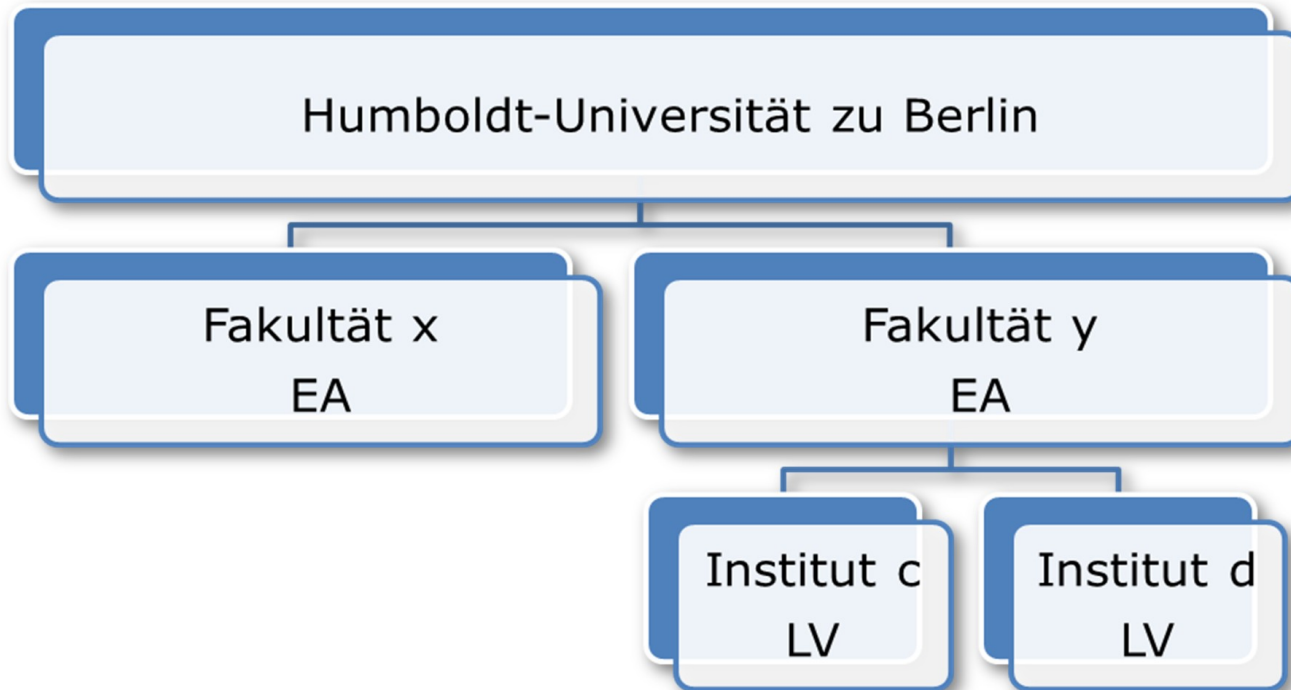 Humboldt-Universität zu Berlin
Fakultät x
EA
Fakultät y
EA
Institut c
LV
Institut d
LV